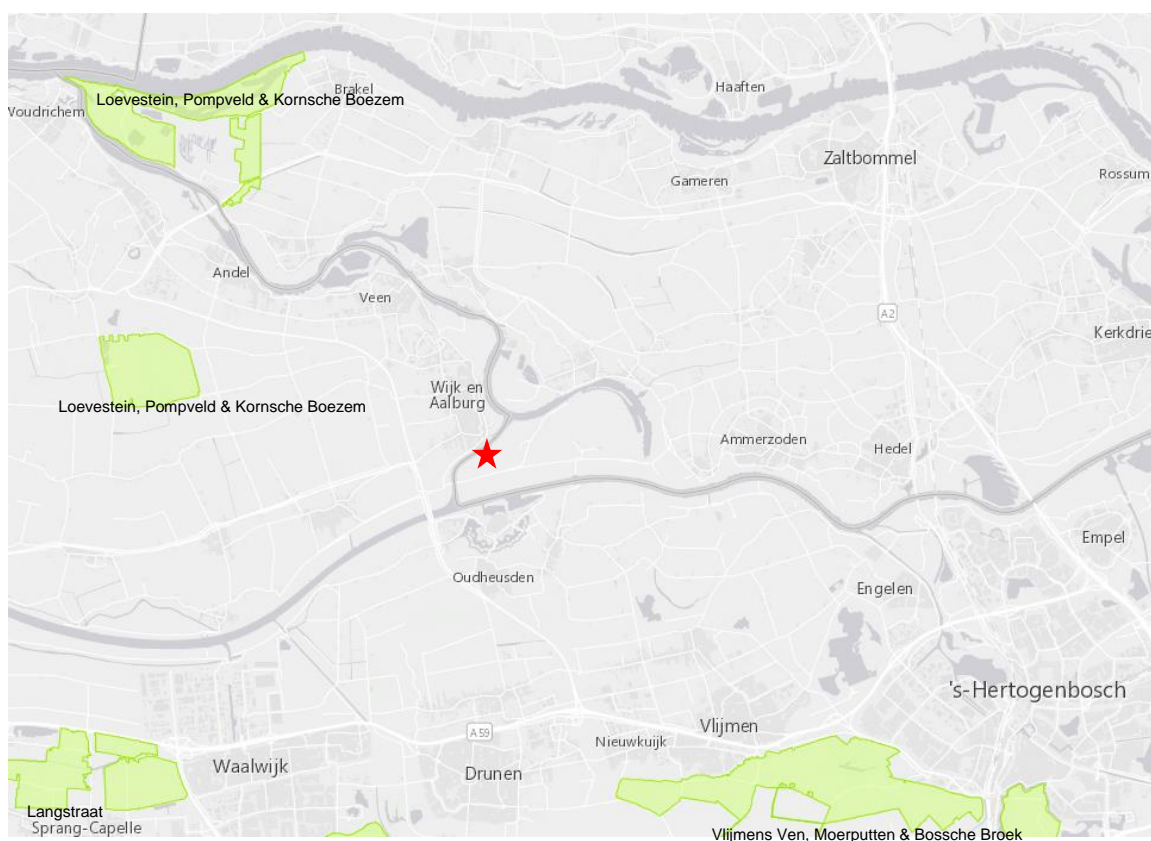 Loevestein, Pompveld & Kornsche Boezem
Brakel
Woudrichem
Haaften
Zaltbommel
Gameren
Rossum
Andel
Veen
A2
Kerkdrie
Wijk en
Aalburg
Loevestein, Pompveld & Kornsche Boezem
Ammerzoden
Hedel
Empel
Oudheusden
Engelen
's-Hertogenbosch
Vlijmen
A59
Nieuwkuijk
Waalwijk
Drunen
Langstraat
Sprang-Capelle
Vlijmens Ven, Moerputten & Bossche Broek